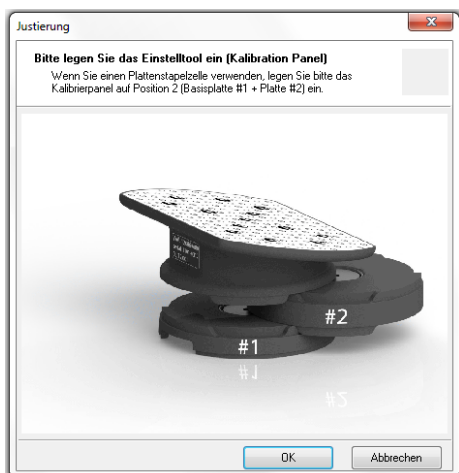 Justierung
Bitte legen Sie das Einstelltool ein (Kalibration Panel)
Wenn Sie einen Plattenstapelzelle verwenden, legen Sie bitte das
Kalibrierpanel auf Position 2 (Basisplatte #1 + Platte #2) ein.
#2
#1
OK
Abbrechen